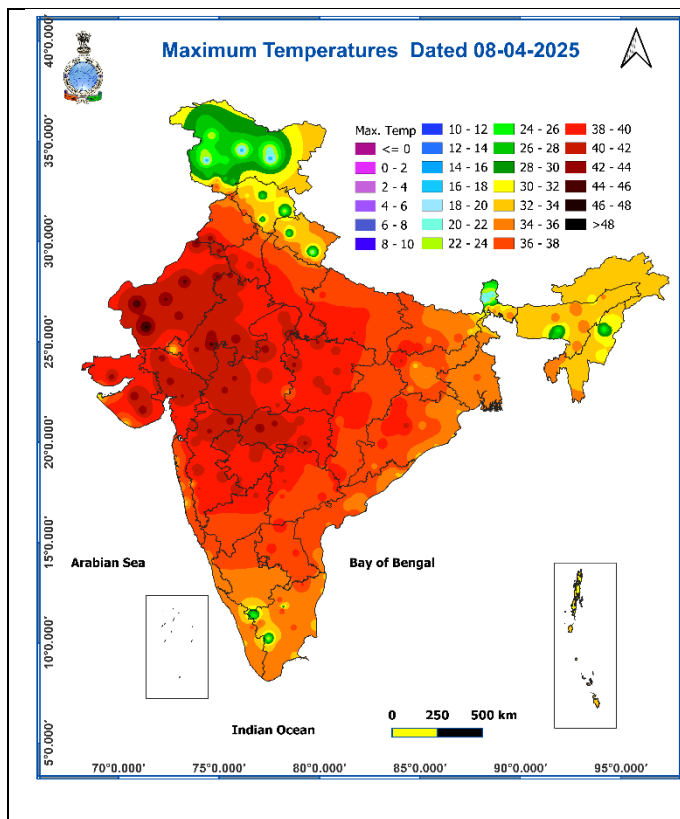 Maximum Temperatures Dated 08-04-2025
Max. Temp
<= 0
0 - 2
2 - 4
4 - 6
6 - 8
8 - 10
10 - 12
12 - 14
14 - 16
16 - 18
18 - 20
20 - 22
22 - 24
24 - 26
26 - 28
28 - 30
30 - 32
32 - 34
34 - 36
36 - 38
38 - 40
40 - 42
42 - 44
44 - 46
46 - 48
>48
40°0.000'
35°0.000'
30°0.000'
25°0.000'
20°0.000'
15°0.000'
10°0.000'
5°0.000'
Arabian Sea
Bay of Bengal
Indian Ocean
0 250 500 km
70°0.000' 75°0.000' 80°0.000' 85°0.000' 90°0.000' 95°0.000'